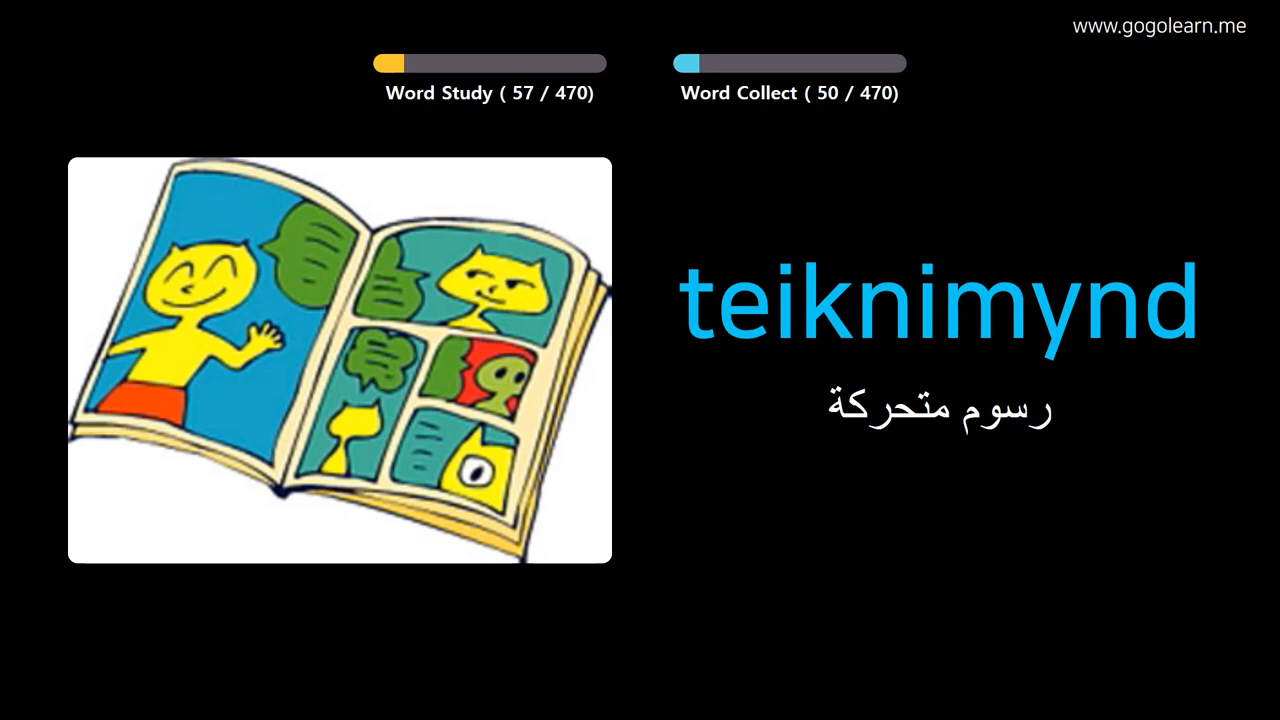 www.gogolearn.me
Word Study ( 57 / 470)
Word Collect ( 50 / 470)
teiknimynd
رسوم متحركة